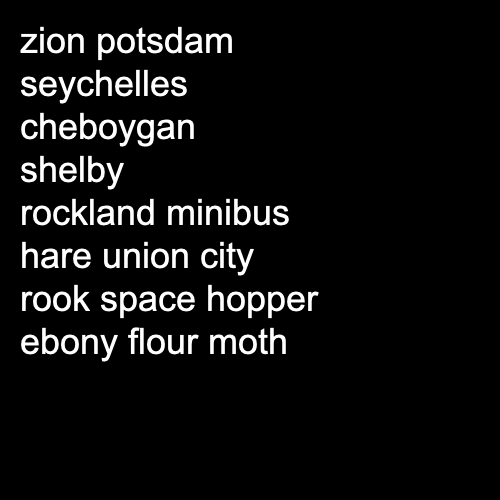 zion potsdam
seychelles
cheboygan
shelby
rockland minibus
hare union city
rook space hopper
ebony flour moth